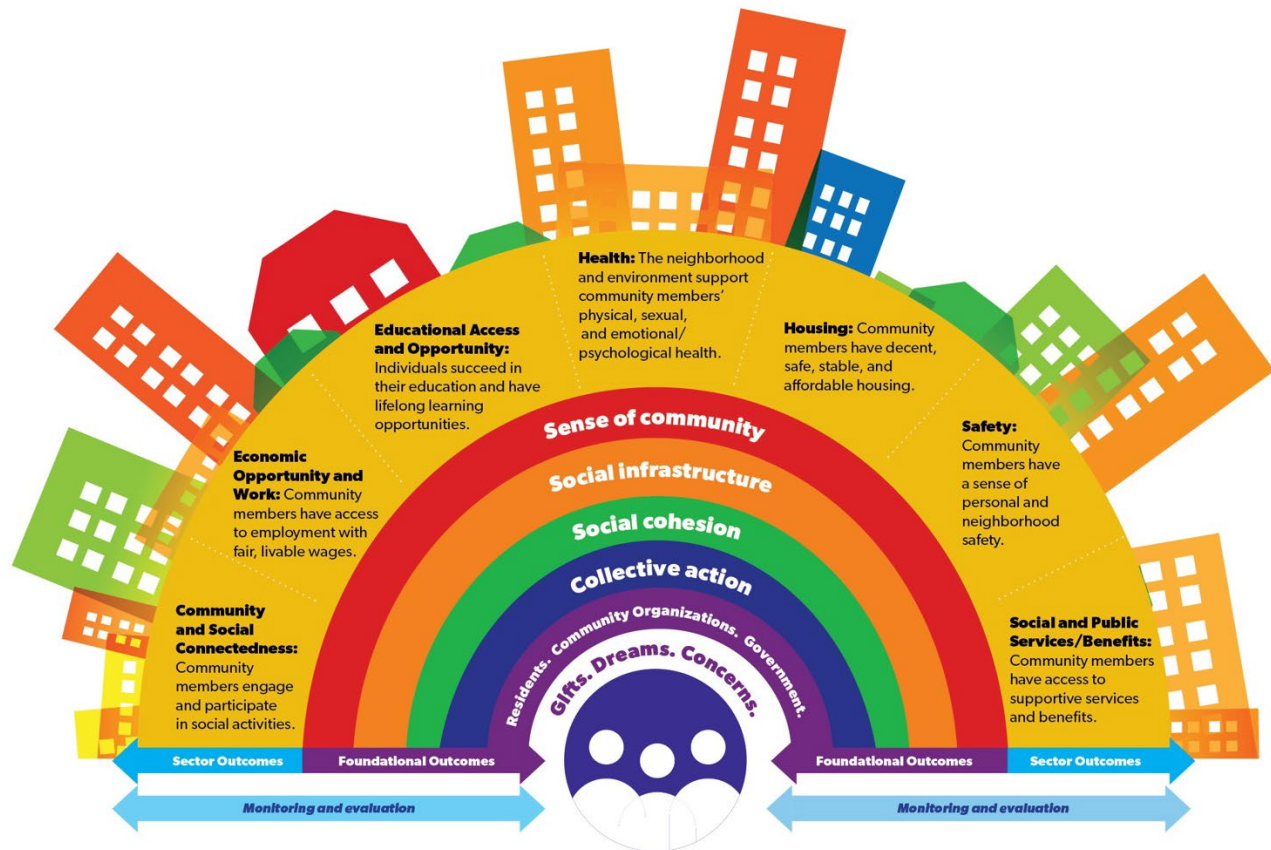 Health: The neighborhood
and environment support
community members'
physical, sexual,
and emotional/
psychological health.
Educational Access
and Opportunity:
Individuals succeed in
their education and have
lifelong learning
opportunities.
Housing: Community
members have decent,
safe, stable, and
affordable housing.
Economic
Opportunity and
Work: Community
members have access
to employment with
fair, livable wages.
Safety:
Community
members have
a sense of
personal and
neighborhood
safety.
Community
and Social
Connectedness:
Community
members engage
and participate
in social activities.
Social and Public
Services/Benefits:
Community members
have access to
supportive services
and benefits.
Sense of community
Social infrastructure
Social cohesion
Collective action
Residents. Community Organizations. Government.
Gifts. Dreams. Concerns.
Sector Outcomes
Foundational Outcomes
Foundational Outcomes
Sector Outcomes
Monitoring and evaluation
Monitoring and evaluation